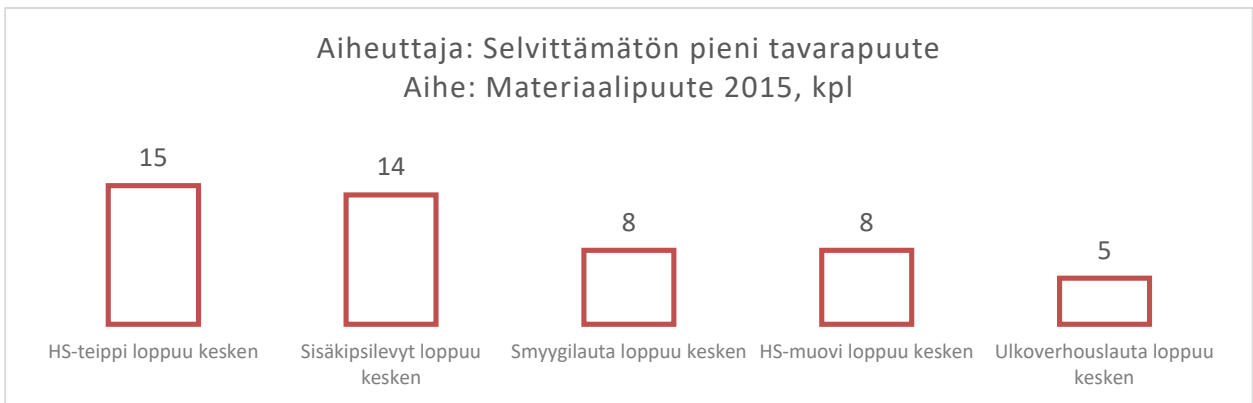 Aiheuttaja: Selvittämätön pieni tavarapuute
Aihe: Materiaalipuute 2015, kpl
15
14
8
8
5
HS-teippi loppuu kesken
Sisäkipsilevyt loppuu
kesken
Smyygilauta loppuu kesken
HS-muovi loppuu kesken
Ulkoverhouslauta loppuu
kesken